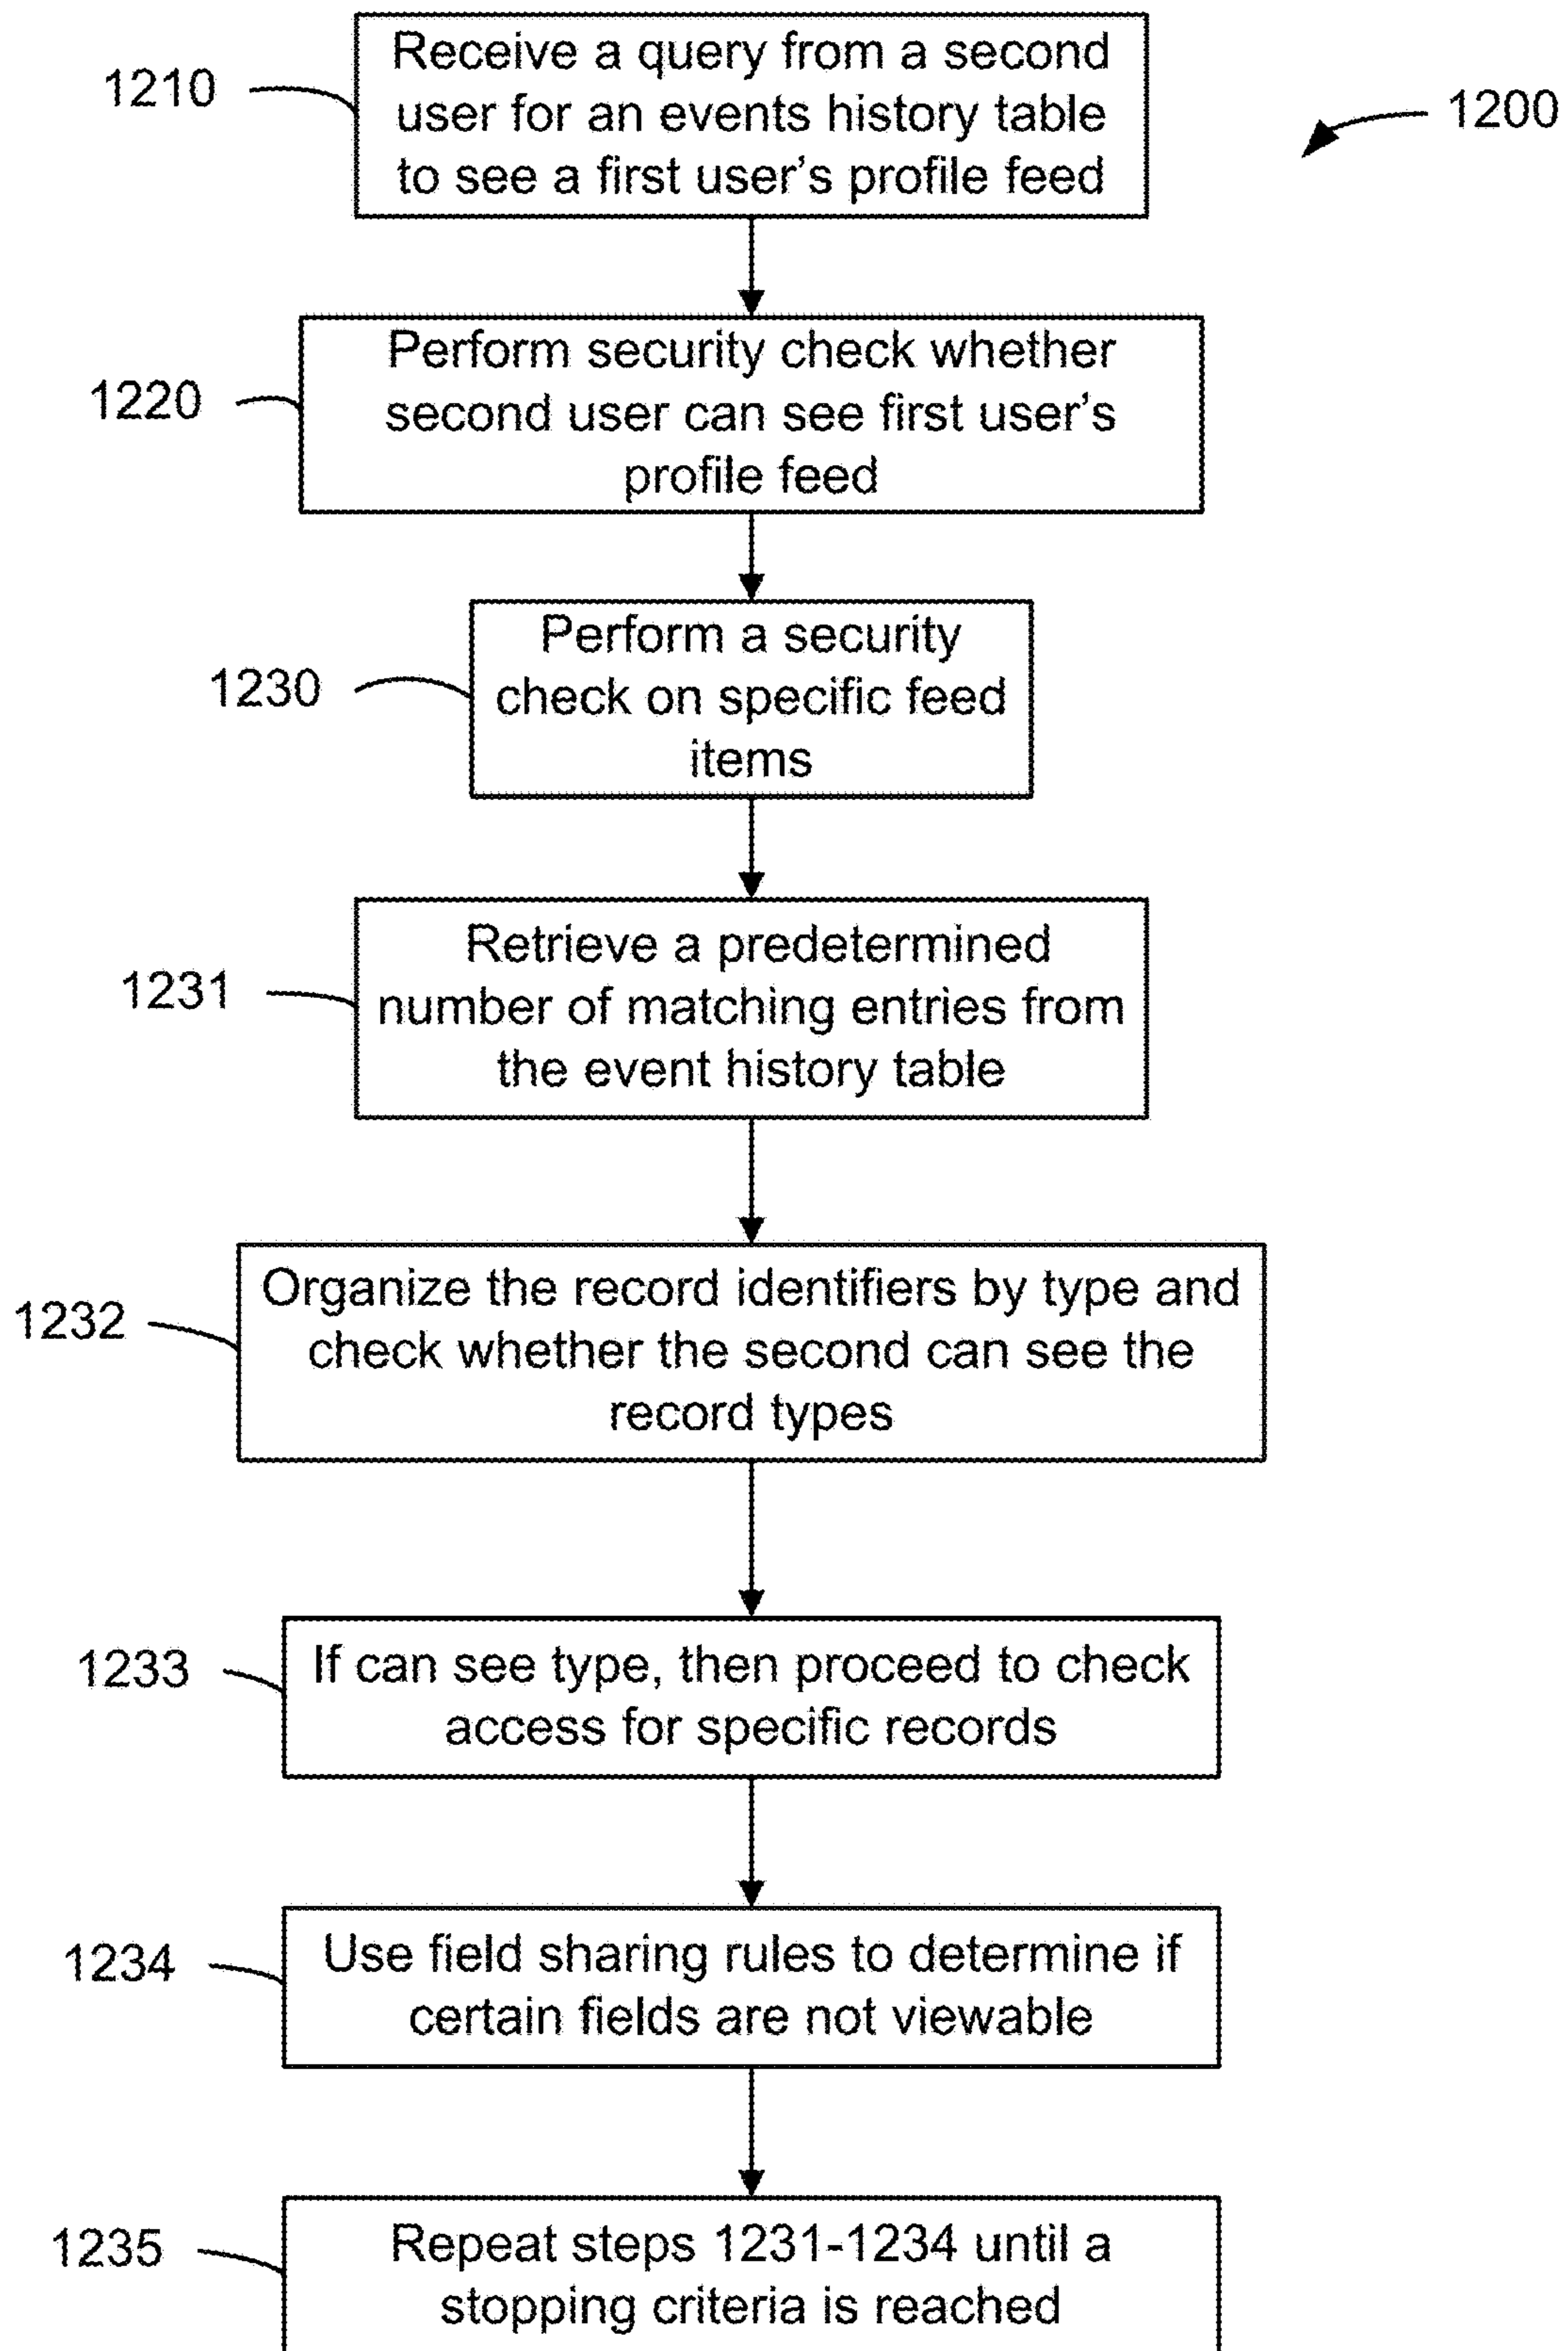 1210
Receive a query from a second
user for an events history table
to see a first user's profile feed
1200
1220
Perform security check whether
second user can see first user's
profile feed
1230
Perform a security
check on specific feed
items
1231
Retrieve a predetermined
number of matching entries from
the event history table
1232
Organize the record identifiers by type and
check whether the second can see the
record types
1233
If can see type, then proceed to check
access for specific records
1234
Use field sharing rules to determine if
certain fields are not viewable
1235
Repeat steps 1231-1234 until a
stopping criteria is reached